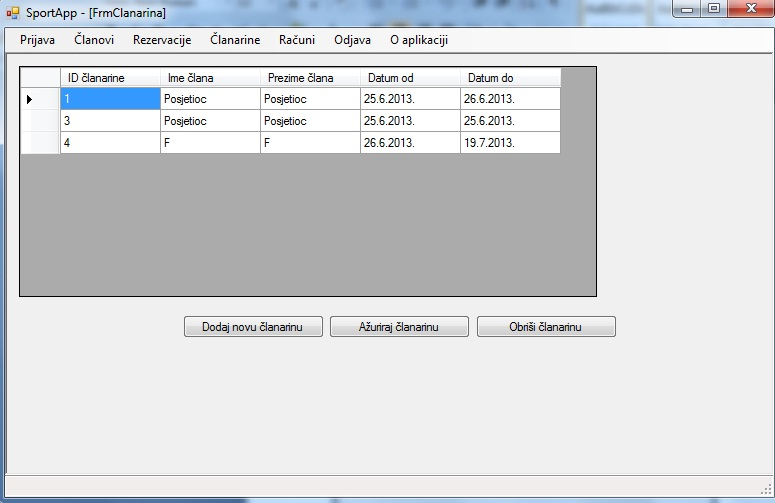 SportApp - [FrmClanarina]
Prijava Članovi Rezervacije Članarine Računi Odjava O aplikaciji
ID članarine Ime člana Prezime člana Datum od Datum do
1 Posjetioc Posjetioc 25.6.2013. 26.6.2013.
3 Posjetioc Posjetioc 25.6.2013. 25.6.2013.
4 F F 26.6.2013. 19.7.2013.
Dodaj novu članarinu Ažuriraj članarinu Obriši članarinu